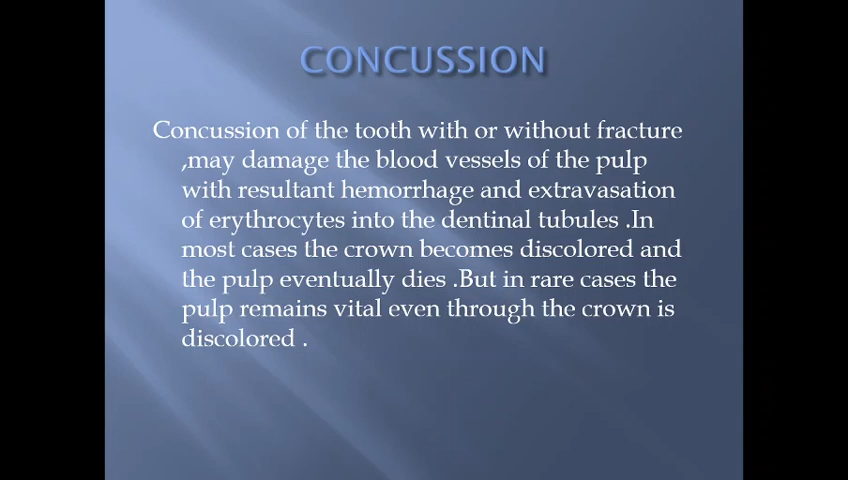 CONCUSSION
Concussion of the tooth with or without fracture
,may damage the blood vessels of the pulp
with resultant hemorrhage and extravasation
of erythrocytes into the dentinal tubules .In
most cases the crown becomes discolored and
the pulp eventually dies .But in rare cases the
pulp remains vital even through the crown is
discolored .